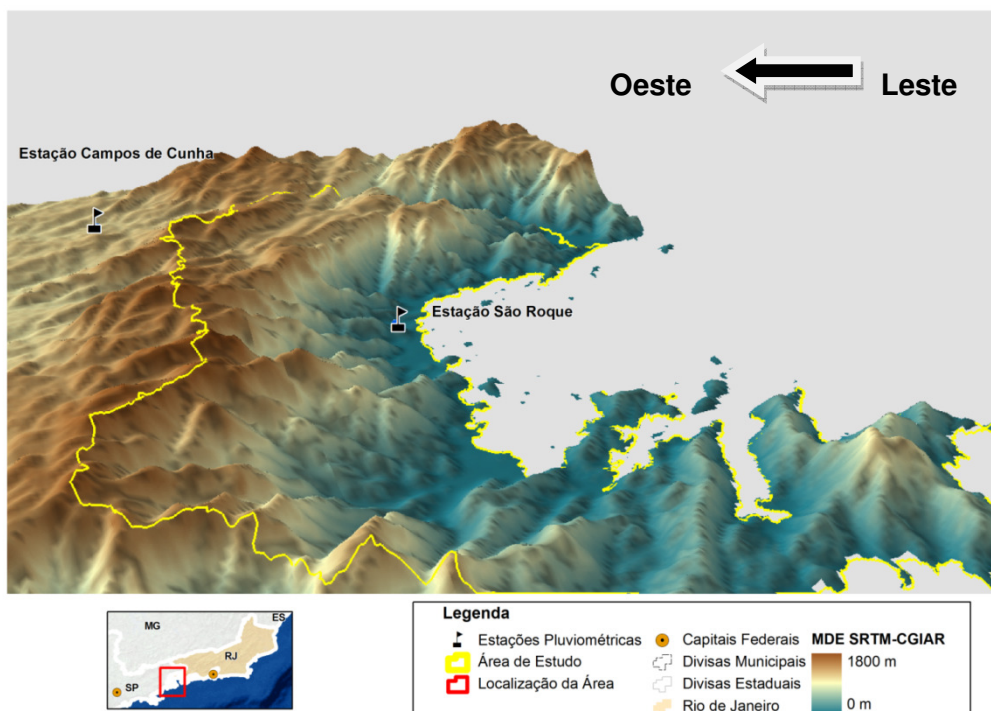 Oeste
Leste
Estação Campos de Cunha
Estação São Roque
MG
ES
RJ
SP
Legenda
Estações Pluviométricas
Área de Estudo
Localização da Área
Capitais Federais
Divisas Municipais
Divisas Estaduais
Rio de Janeiro
MDE SRTM-CGIAR
1800 m
0 m